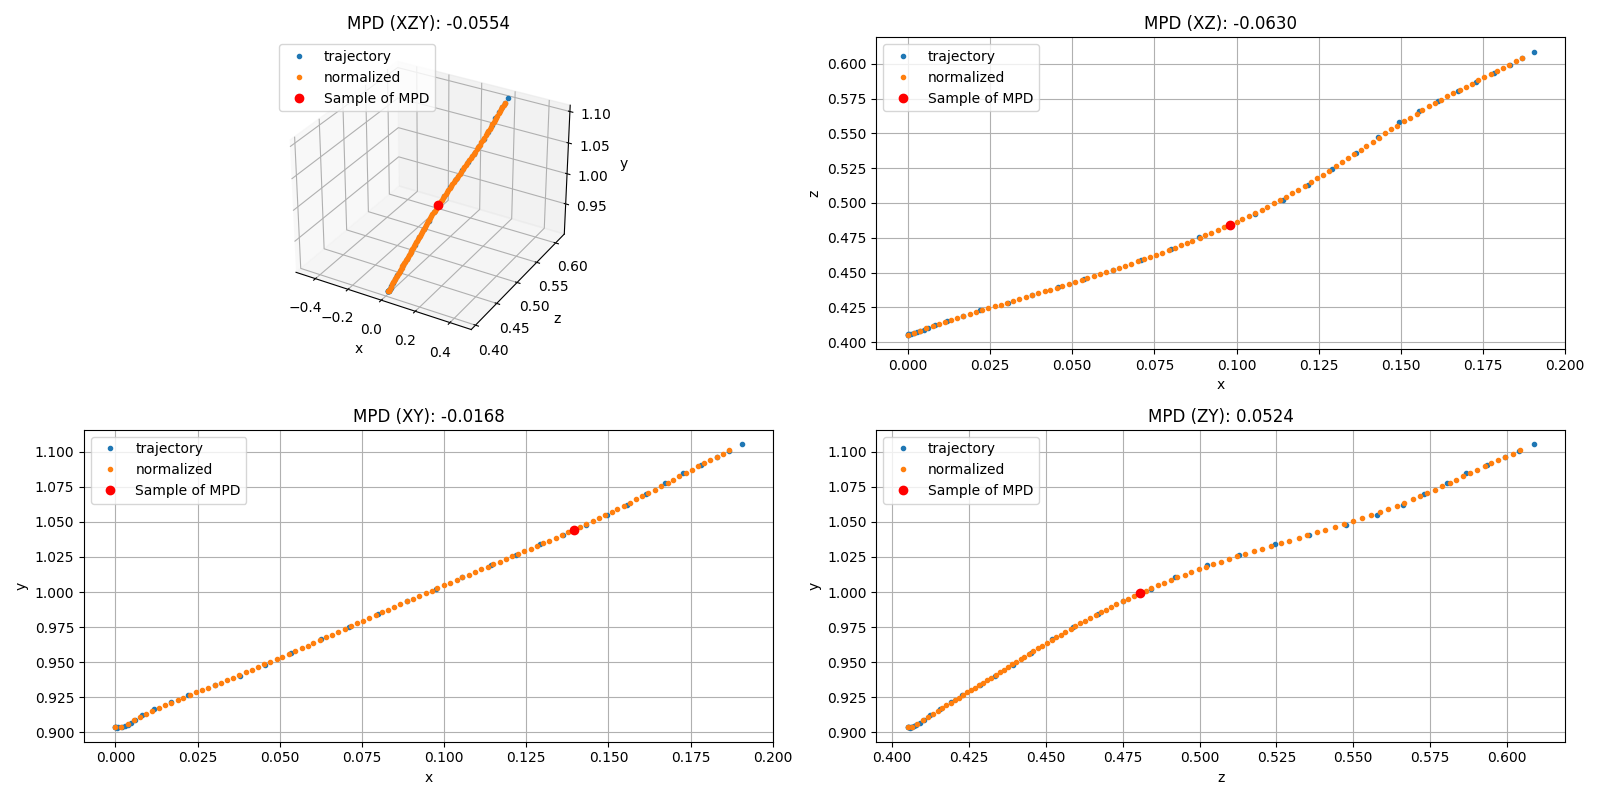 MPD (XZY): -0.0554
trajectory
normalized
Sample of MPD
1.10
1.05
1.00
0.95
y
−0.4
−0.2
0.0
0.2
0.4
x
0.40
0.45
0.50
0.55
0.60
z
MPD (XZ): -0.0630
trajectory
normalized
Sample of MPD
0.600
0.575
0.550
0.525
0.500
0.475
0.450
0.425
0.400
z
0.000 0.025 0.050 0.075 0.100 0.125 0.150 0.175 0.200
x
MPD (XY): -0.0168
trajectory
normalized
Sample of MPD
1.100
1.075
1.050
1.025
1.000
0.975
0.950
0.925
0.900
y
0.000 0.025 0.050 0.075 0.100 0.125 0.150 0.175 0.200
x
MPD (ZY): 0.0524
trajectory
normalized
Sample of MPD
1.100
1.075
1.050
1.025
1.000
0.975
0.950
0.925
0.900
y
0.400 0.425 0.450 0.475 0.500 0.525 0.550 0.575 0.600
z